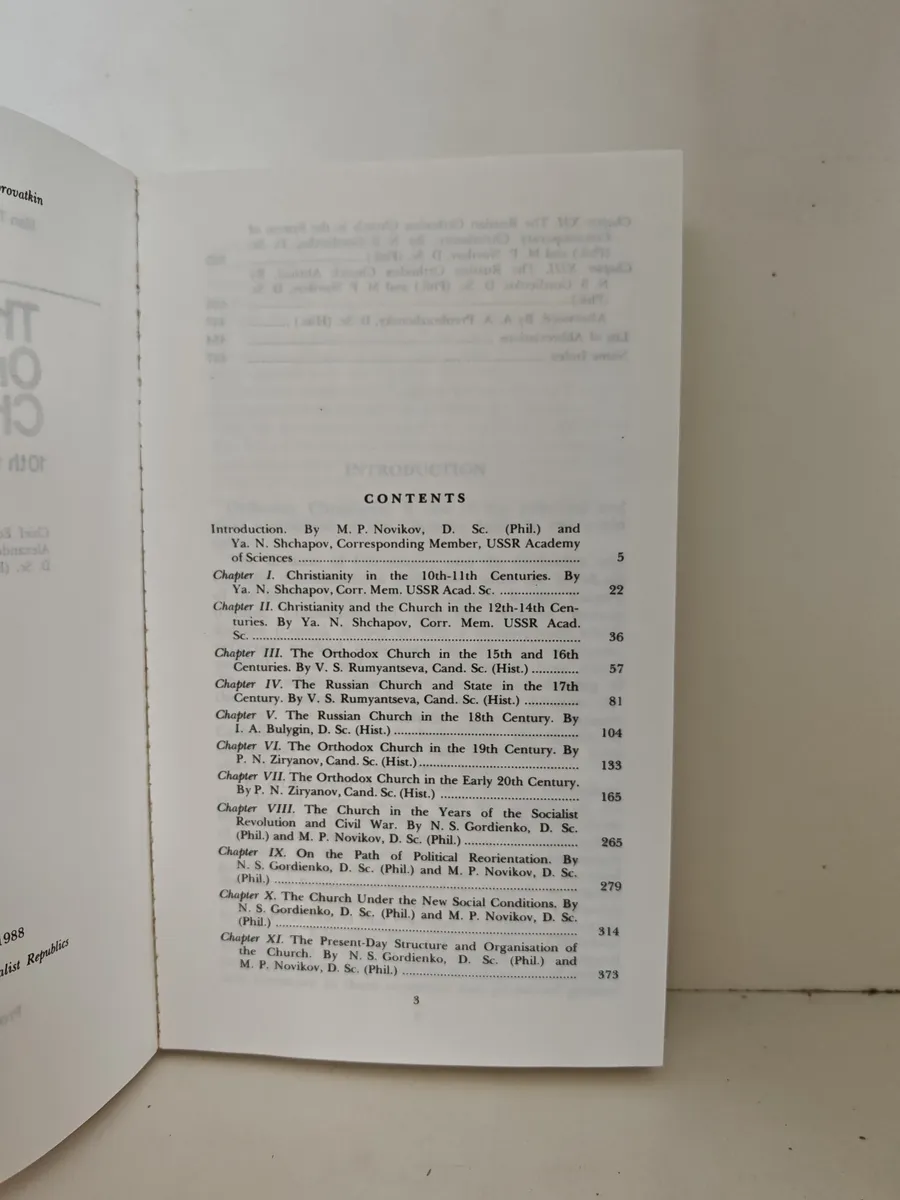 rovatkin
1988
alist Republics
CONTENTS
Introduction. By M. P. Novikov, D. Sc. (Phil.) and
Ya. N. Shchapov, Corresponding Member, USSR Academy
of Sciences ........................................ 5
Chapter I. Christianity in the 10th-11th Centuries. By
Ya. N. Shchapov, Corr. Mem. USSR Acad. Sc. .................... 22
Chapter II. Christianity and the Church in the 12th-14th Cen-
turies. By Ya. N. Shchapov, Corr. Mem. USSR Acad.
Sc. ........................................ 36
Chapter III. The Orthodox Church in the 15th and 16th
Centuries. By V. S. Rumyantseva, Cand. Sc. (Hist.) ............ 57
Chapter IV. The Russian Church and State in the 17th
Century. By V. S. Rumyantseva, Cand. Sc. (Hist.) .............. 81
Chapter V. The Russian Church in the 18th Century. By
I. A. Bulygin, D. Sc. (Hist.) ........................................ 104
Chapter VI. The Orthodox Church in the 19th Century. By
P. N. Ziryanov, Cand. Sc. (Hist.) ................................ 133
Chapter VII. The Orthodox Church in the Early 20th Century.
By P. N. Ziryanov, Cand. Sc. (Hist.) ............................ 165
Chapter VIII. The Church in the Years of the Socialist
Revolution and Civil War. By N. S. Gordienko, D. Sc.
(Phil.) and M. P. Novikov, D. Sc. (Phil.) ........................ 265
Chapter IX. On the Path of Political Reorientation. By
N. S. Gordienko, D. Sc. (Phil.) and M. P. Novikov, D. Sc.
(Phil.) ........................................ 279
Chapter X. The Church Under the New Social Conditions. By
N. S. Gordienko, D. Sc. (Phil.) and M. P. Novikov, D. Sc.
(Phil.) ........................................ 314
Chapter XI. The Present-Day Structure and Organisation of
the Church. By N. S. Gordienko, D. Sc. (Phil.) and
M. P. Novikov, D. Sc. (Phil.) ........................................ 373
3